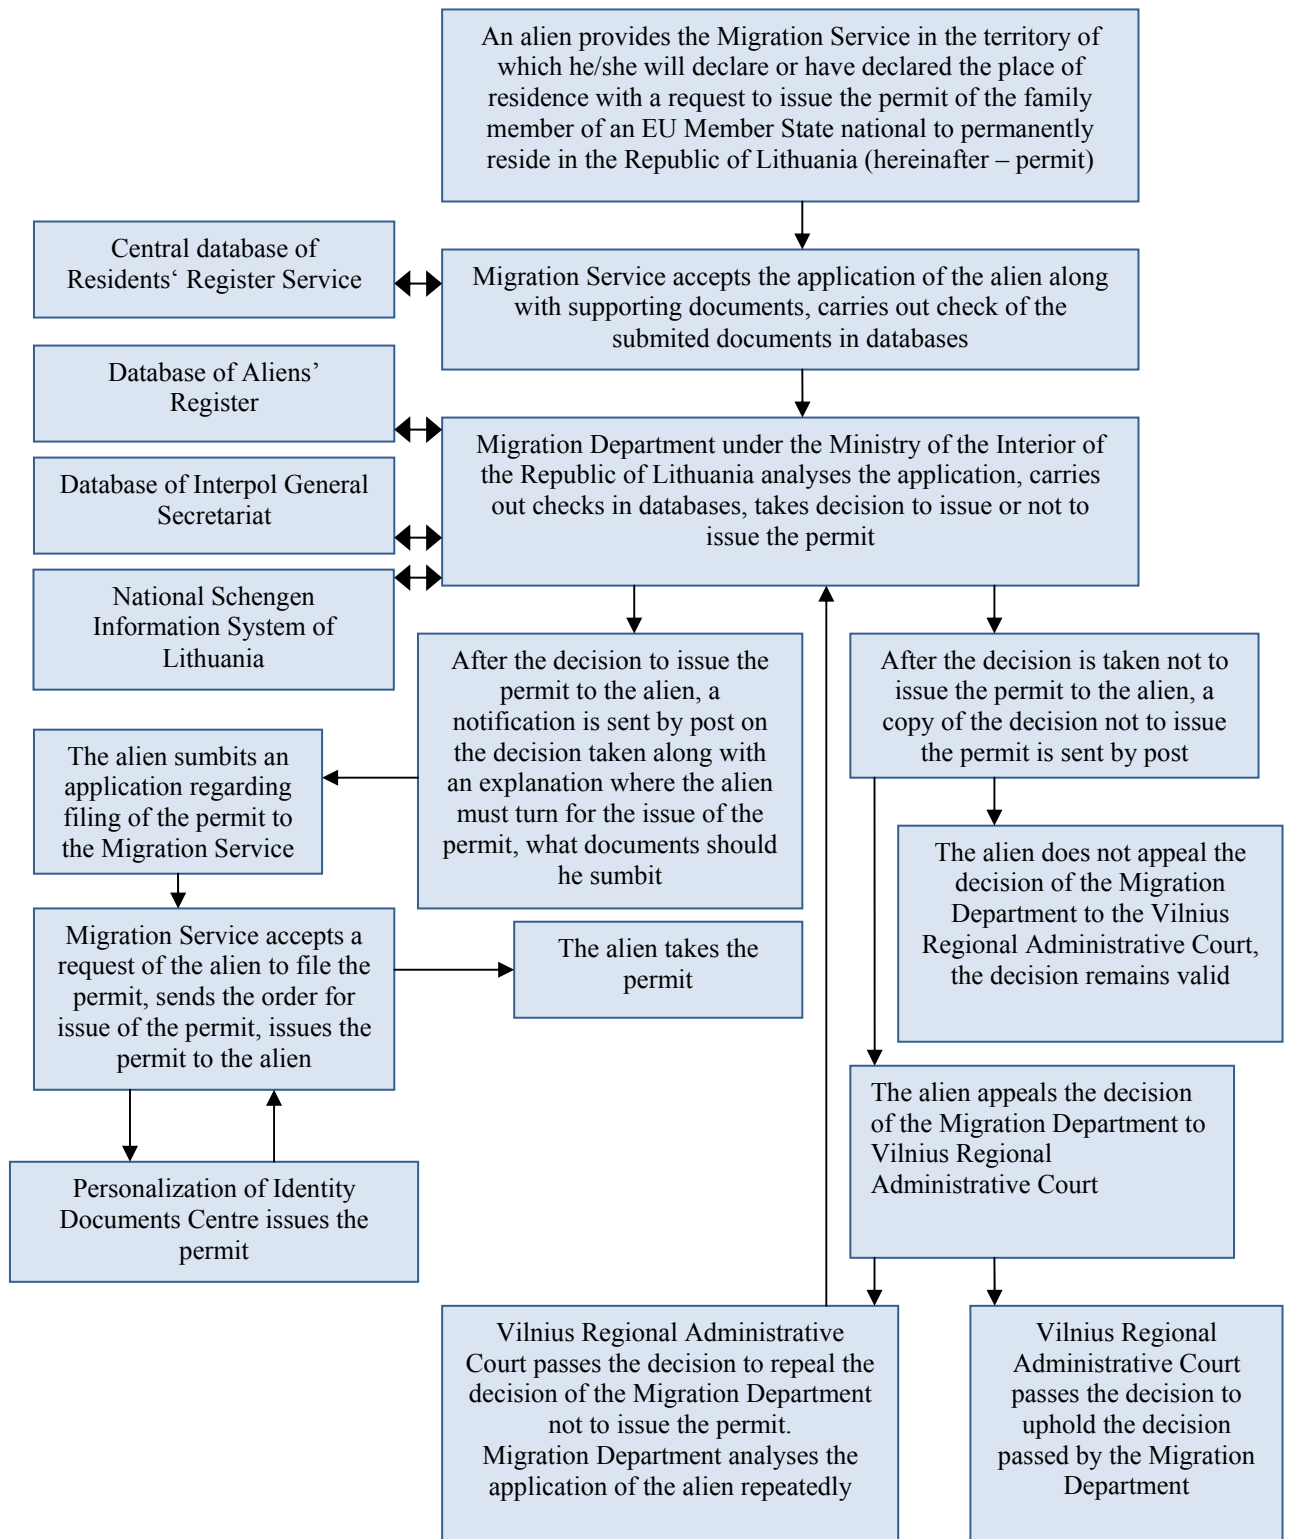 An alien provides the Migration Service in the territory of
which he/she will declare or have declared the place of
residence with a request to issue the permit of the family
member of an EU Member State national to permanently
reside in the Republic of Lithuania (hereinafter – permit)
Central database of
Residents‘ Register Service
Migration Service accepts the application of the alien along
with supporting documents, carries out check of the
submited documents in databases
Database of Aliens’
Register
Migration Department under the Ministry of the Interior of
the Republic of Lithuania analyses the application, carries
out checks in databases, takes decision to issue or not to
issue the permit
Database of Interpol General
Secretariat
National Schengen
Information System of
Lithuania
After the decision to issue the
permit to the alien, a
notification is sent by post on
the decision taken along with
an explanation where the alien
must turn for the issue of the
permit, what documents should
he sumbit
After the decision is taken not to
issue the permit to the alien, a
copy of the decision not to issue
the permit is sent by post
The alien sumbits an
application regarding
filing of the permit to
the Migration Service
The alien does not appeal the
decision of the Migration
Department to the Vilnius
Regional Administrative Court,
the decision remains valid
Migration Service accepts a
request of the alien to file the
permit, sends the order for
issue of the permit, issues the
permit to the alien
The alien takes the
permit
The alien appeals the decision
of the Migration Department to
Vilnius Regional
Administrative Court
Personalization of Identity
Documents Centre issues the
permit
Vilnius Regional Administrative
Court passes the decision to repeal the
decision of the Migration Department
not to issue the permit.
Migration Department analyses the
application of the alien repeatedly
Vilnius Regional
Administrative Court
passes the decision to
uphold the decision
passed by the Migration
Department